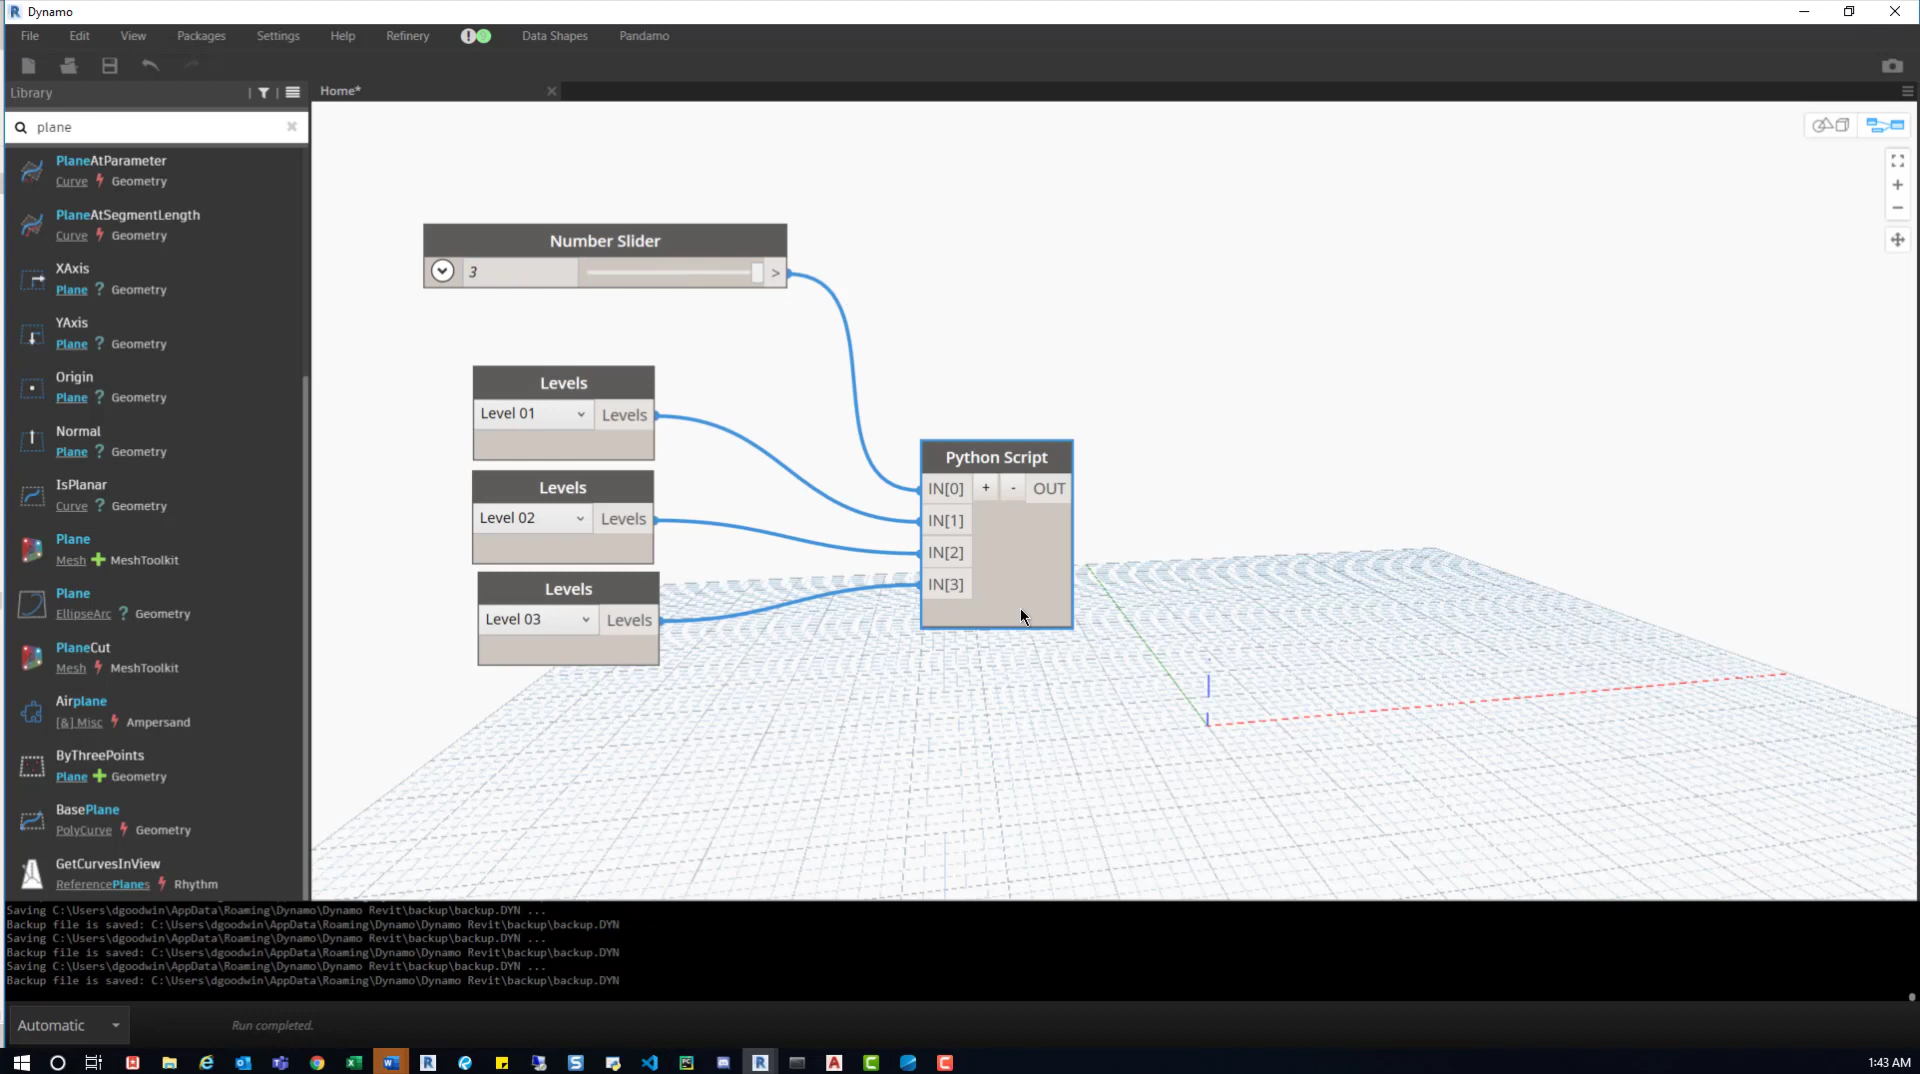 Dynamo
File Edit View Packages Settings Help Refinery Data Shapes Pandamo
Library
Home*
plane
PlaneAtParameter
Curve Geometry
PlaneAtSegmentLength
Curve Geometry
XAxis
Plane ? Geometry
YAxis
Plane ? Geometry
Origin
Plane ? Geometry
Normal
Plane ? Geometry
IsPlanar
Curve ? Geometry
Plane
Mesh MeshToolkit
Plane
EllipseArc ? Geometry
PlaneCut
Mesh MeshToolkit
Airplane
[&] Misc Ampersand
ByThreePoints
Plane Geometry
BasePlane
PolyCurve Geometry
GetCurvesInView
ReferencePlanes Rhythm
Number Slider
3 >
Levels
Level 01 Levels
Levels
Level 02 Levels
Levels
Level 03 Levels
Python Script
IN[0] + - OUT
IN[1]
IN[2]
IN[3]
Saving C:\Users\dgoodwin\AppData\Roaming\Dynamo\Dynamo Revit\backup\backup.DYN ...
Backup file is saved: C:\Users\dgoodwin\AppData\Roaming\Dynamo\Dynamo Revit\backup\backup.DYN
Saving C:\Users\dgoodwin\AppData\Roaming\Dynamo\Dynamo Revit\backup\backup.DYN ...
Backup file is saved: C:\Users\dgoodwin\AppData\Roaming\Dynamo\Dynamo Revit\backup\backup.DYN
Saving C:\Users\dgoodwin\AppData\Roaming\Dynamo\Dynamo Revit\backup\backup.DYN ...
Backup file is saved: C:\Users\dgoodwin\AppData\Roaming\Dynamo\Dynamo Revit\backup\backup.DYN
Automatic Run completed.
1:43 AM